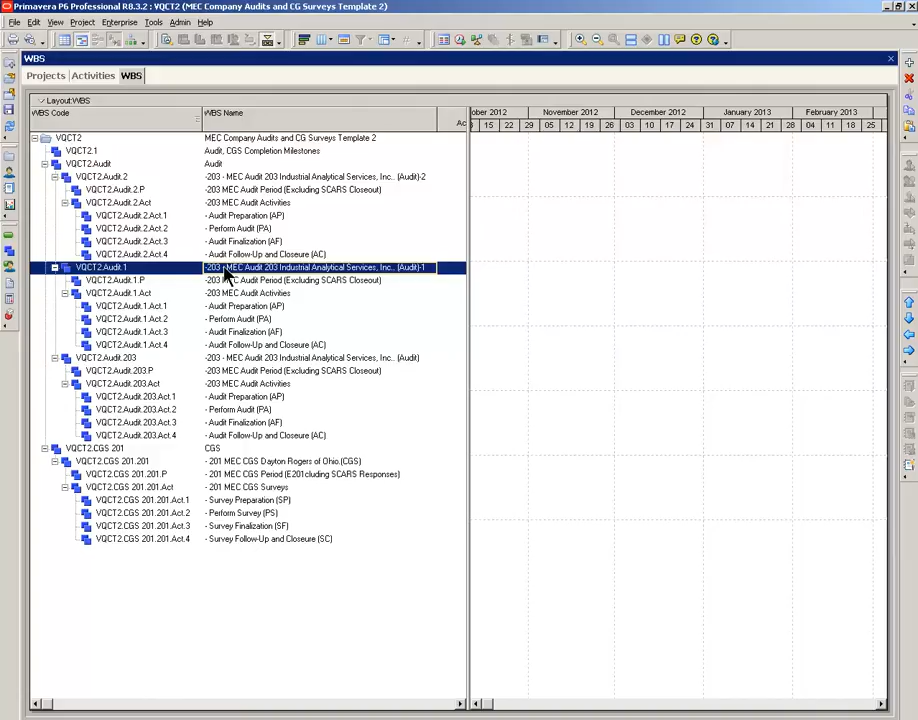 Primavera P6 Professional R8.3.2 : VQCT2 (MEC Company Audits and CG Surveys Template 2)
File Edit View Project Enterprise Tools Admin Help
WBS
Projects Activities WBS
Layout:WBS
WBS Code WBS Name Ac
ober 2012 November 2012 December 2012 January 2013 February 2013
15 22 29 05 12 19 26 03 10 17 24 31 07 14 21 28 04 11 18 25
VQCT2 MEC Company Audits and CG Surveys Template 2
VQCT2.1 Audit, CGS Completion Milestones
VQCT2.Audit Audit
VQCT2.Audit.2 -203 - MEC Audit 203 Industrial Analytical Services, Inc.. (Audit)-2
VQCT2.Audit.2.P -203 MEC Audit Period (Excluding SCARS Closeout)
VQCT2.Audit.2.Act -203 MEC Audit Activities
VQCT2.Audit.2.Act.1 - Audit Preparation (AP)
VQCT2.Audit.2.Act.2 - Perform Audit (PA)
VQCT2.Audit.2.Act.3 - Audit Finalization (AF)
VQCT2.Audit.2.Act.4 - Audit Follow-Up and Closeure (AC)
VQCT2.Audit.1 -203 - MEC Audit 203 Industrial Analytical Services, Inc.. (Audit)-1
VQCT2.Audit.1.P -203 MEC Audit Period (Excluding SCARS Closeout)
VQCT2.Audit.1.Act -203 MEC Audit Activities
VQCT2.Audit.1.Act.1 - Audit Preparation (AP)
VQCT2.Audit.1.Act.2 - Perform Audit (PA)
VQCT2.Audit.1.Act.3 - Audit Finalization (AF)
VQCT2.Audit.1.Act.4 - Audit Follow-Up and Closeure (AC)
VQCT2.Audit.203 -203 - MEC Audit 203 Industrial Analytical Services, Inc.. (Audit)
VQCT2.Audit.203.P -203 MEC Audit Period (Excluding SCARS Closeout)
VQCT2.Audit.203.Act -203 MEC Audit Activities
VQCT2.Audit.203.Act.1 - Audit Preparation (AP)
VQCT2.Audit.203.Act.2 - Perform Audit (PA)
VQCT2.Audit.203.Act.3 - Audit Finalization (AF)
VQCT2.Audit.203.Act.4 - Audit Follow-Up and Closeure (AC)
VQCT2.CGS 201 CGS
VQCT2.CGS 201.201 - 201 MEC CGS Dayton Rogers of Ohio,(CGS)
VQCT2.CGS 201.201.P - 201 MEC CGS Period (E201cluding SCARS Responses)
VQCT2.CGS 201.201.Act - 201 MEC CGS Surveys
VQCT2.CGS 201.201.Act.1 - Survey Preparation (SP)
VQCT2.CGS 201.201.Act.2 - Perform Survey (PS)
VQCT2.CGS 201.201.Act.3 - Survey Finalization (SF)
VQCT2.CGS 201.201.Act.4 - Survey Follow-Up and Closeure (SC)